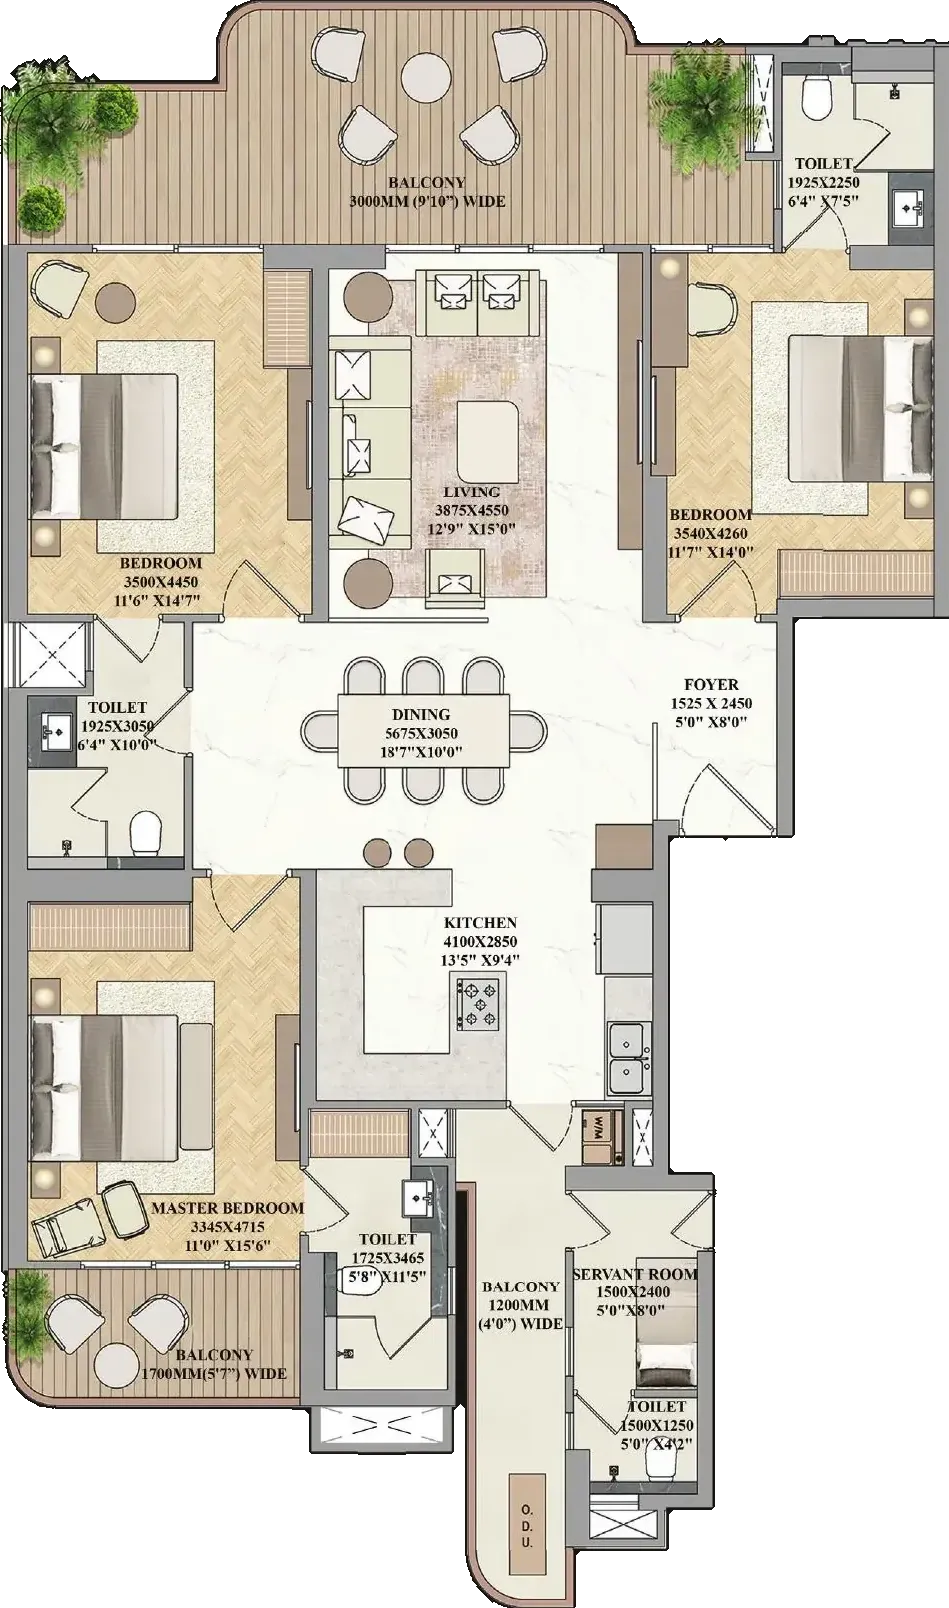 BALCONY
3000MM (9'10") WIDE
TOILET
1925X2250
6'4" X7'5"
LIVING
3875X4550
12'9" X15'0"
BEDROOM
3540X4260
11'7" X14'0"
BEDROOM
3500X4450
11'6" X14'7"
TOILET
1925X3050
6'4" X10'0"
DINING
5675X3050
18'7"X10'0"
FOYER
1525 X 2450
5'0" X8'0"
KITCHEN
4100X2850
13'5" X9'4"
W/M
MASTER BEDROOM
3345X4715
11'0" X15'6"
TOILET
1725X3465
5'8" X11'5"
BALCONY
1200MM
(4'0") WIDE
SERVANT ROOM
1500X2400
5'0"X8'0"
BALCONY
1700MM(5'7") WIDE
TOILET
1500X1250
5'0" X4'2"
O.
D.
U.